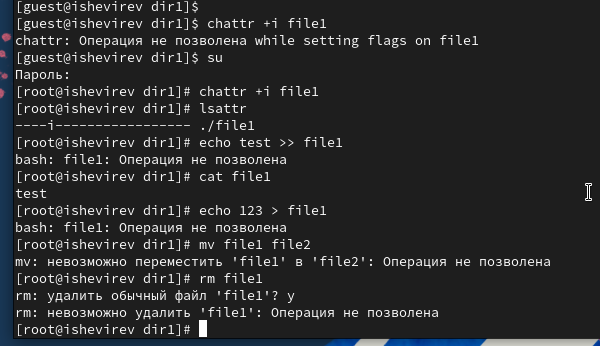 [guest@ishevirev dir1]$
[guest@ishevirev dir1]$ chattr +i file1
chattr: Операция не позволена while setting flags on file1
[guest@ishevirev dir1]$ su
Пароль:
[root@ishevirev dir1]# chattr +i file1
[root@ishevirev dir1]# lsattr
----i----------------- ./file1
[root@ishevirev dir1]# echo test >> file1
bash: file1: Операция не позволена
[root@ishevirev dir1]# cat file1
test
[root@ishevirev dir1]# echo 123 > file1
bash: file1: Операция не позволена
[root@ishevirev dir1]# mv file1 file2
mv: невозможно переместить 'file1' в 'file2': Операция не позволена
[root@ishevirev dir1]# rm file1
rm: удалить обычный файл 'file1'? y
rm: невозможно удалить 'file1': Операция не позволена
[root@ishevirev dir1]#